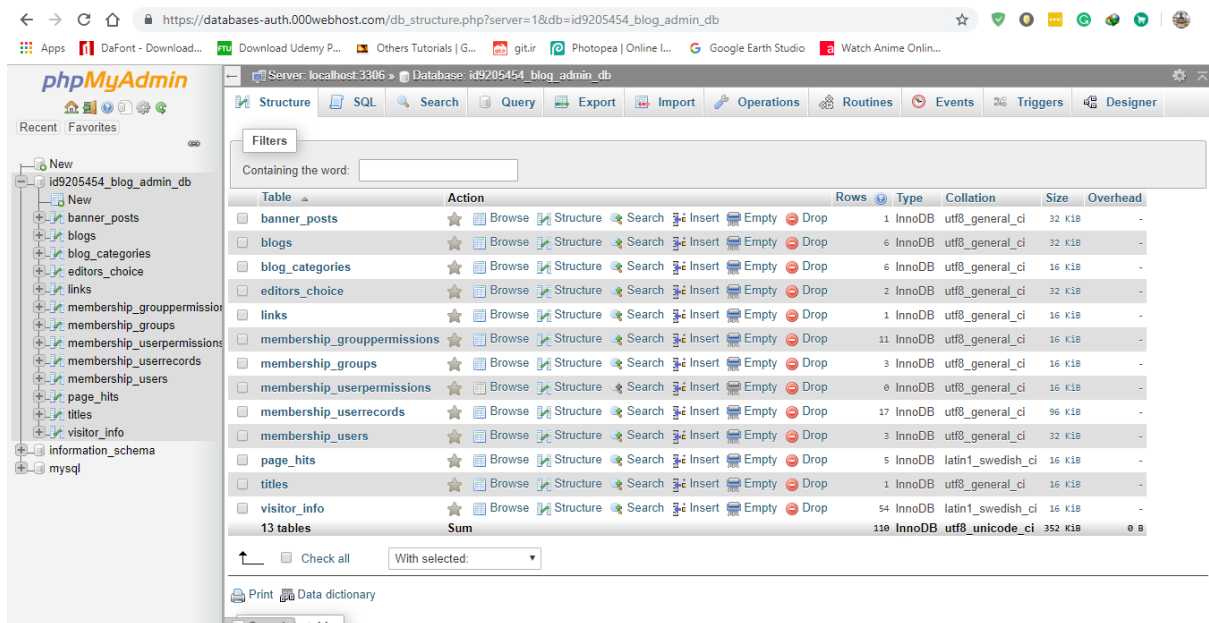 https://databases-auth.000webhost.com/db_structure.php?server=1&db=id9205454_blog_admin_db
Apps DaFont - Download... FTU Download Udemy P... Others Tutorials | G... git.ir Photopea | Online I... Google Earth Studio Watch Anime Onlin...
phpMyAdmin
Recent Favorites
New
id9205454_blog_admin_db
New
banner_posts
blogs
blog_categories
editors_choice
links
membership_grouppermission
membership_groups
membership_userpermissions
membership_userrecords
membership_users
page_hits
titles
visitor_info
information_schema
mysql
Server: localhost:3306 » Database: id9205454_blog_admin_db
Structure SQL Search Query Export Import Operations Routines Events Triggers Designer
Filters
Containing the word:
Table Action Rows Type Collation Size Overhead
banner_posts Browse Structure Search Insert Empty Drop 1 InnoDB utf8_general_ci 32 KiB -
blogs Browse Structure Search Insert Empty Drop 6 InnoDB utf8_general_ci 32 KiB -
blog_categories Browse Structure Search Insert Empty Drop 6 InnoDB utf8_general_ci 16 KiB -
editors_choice Browse Structure Search Insert Empty Drop 2 InnoDB utf8_general_ci 32 KiB -
links Browse Structure Search Insert Empty Drop 1 InnoDB utf8_general_ci 16 KiB -
membership_grouppermissions Browse Structure Search Insert Empty Drop 11 InnoDB utf8_general_ci 16 KiB -
membership_groups Browse Structure Search Insert Empty Drop 3 InnoDB utf8_general_ci 16 KiB -
membership_userpermissions Browse Structure Search Insert Empty Drop 0 InnoDB utf8_general_ci 16 KiB -
membership_userrecords Browse Structure Search Insert Empty Drop 17 InnoDB utf8_general_ci 96 KiB -
membership_users Browse Structure Search Insert Empty Drop 3 InnoDB utf8_general_ci 32 KiB -
page_hits Browse Structure Search Insert Empty Drop 5 InnoDB latin1_swedish_ci 16 KiB -
titles Browse Structure Search Insert Empty Drop 1 InnoDB utf8_general_ci 16 KiB -
visitor_info Browse Structure Search Insert Empty Drop 54 InnoDB latin1_swedish_ci 16 KiB -
13 tables Sum 110 InnoDB utf8_unicode_ci 352 KiB 0 B
Check all With selected:
Print Data dictionary